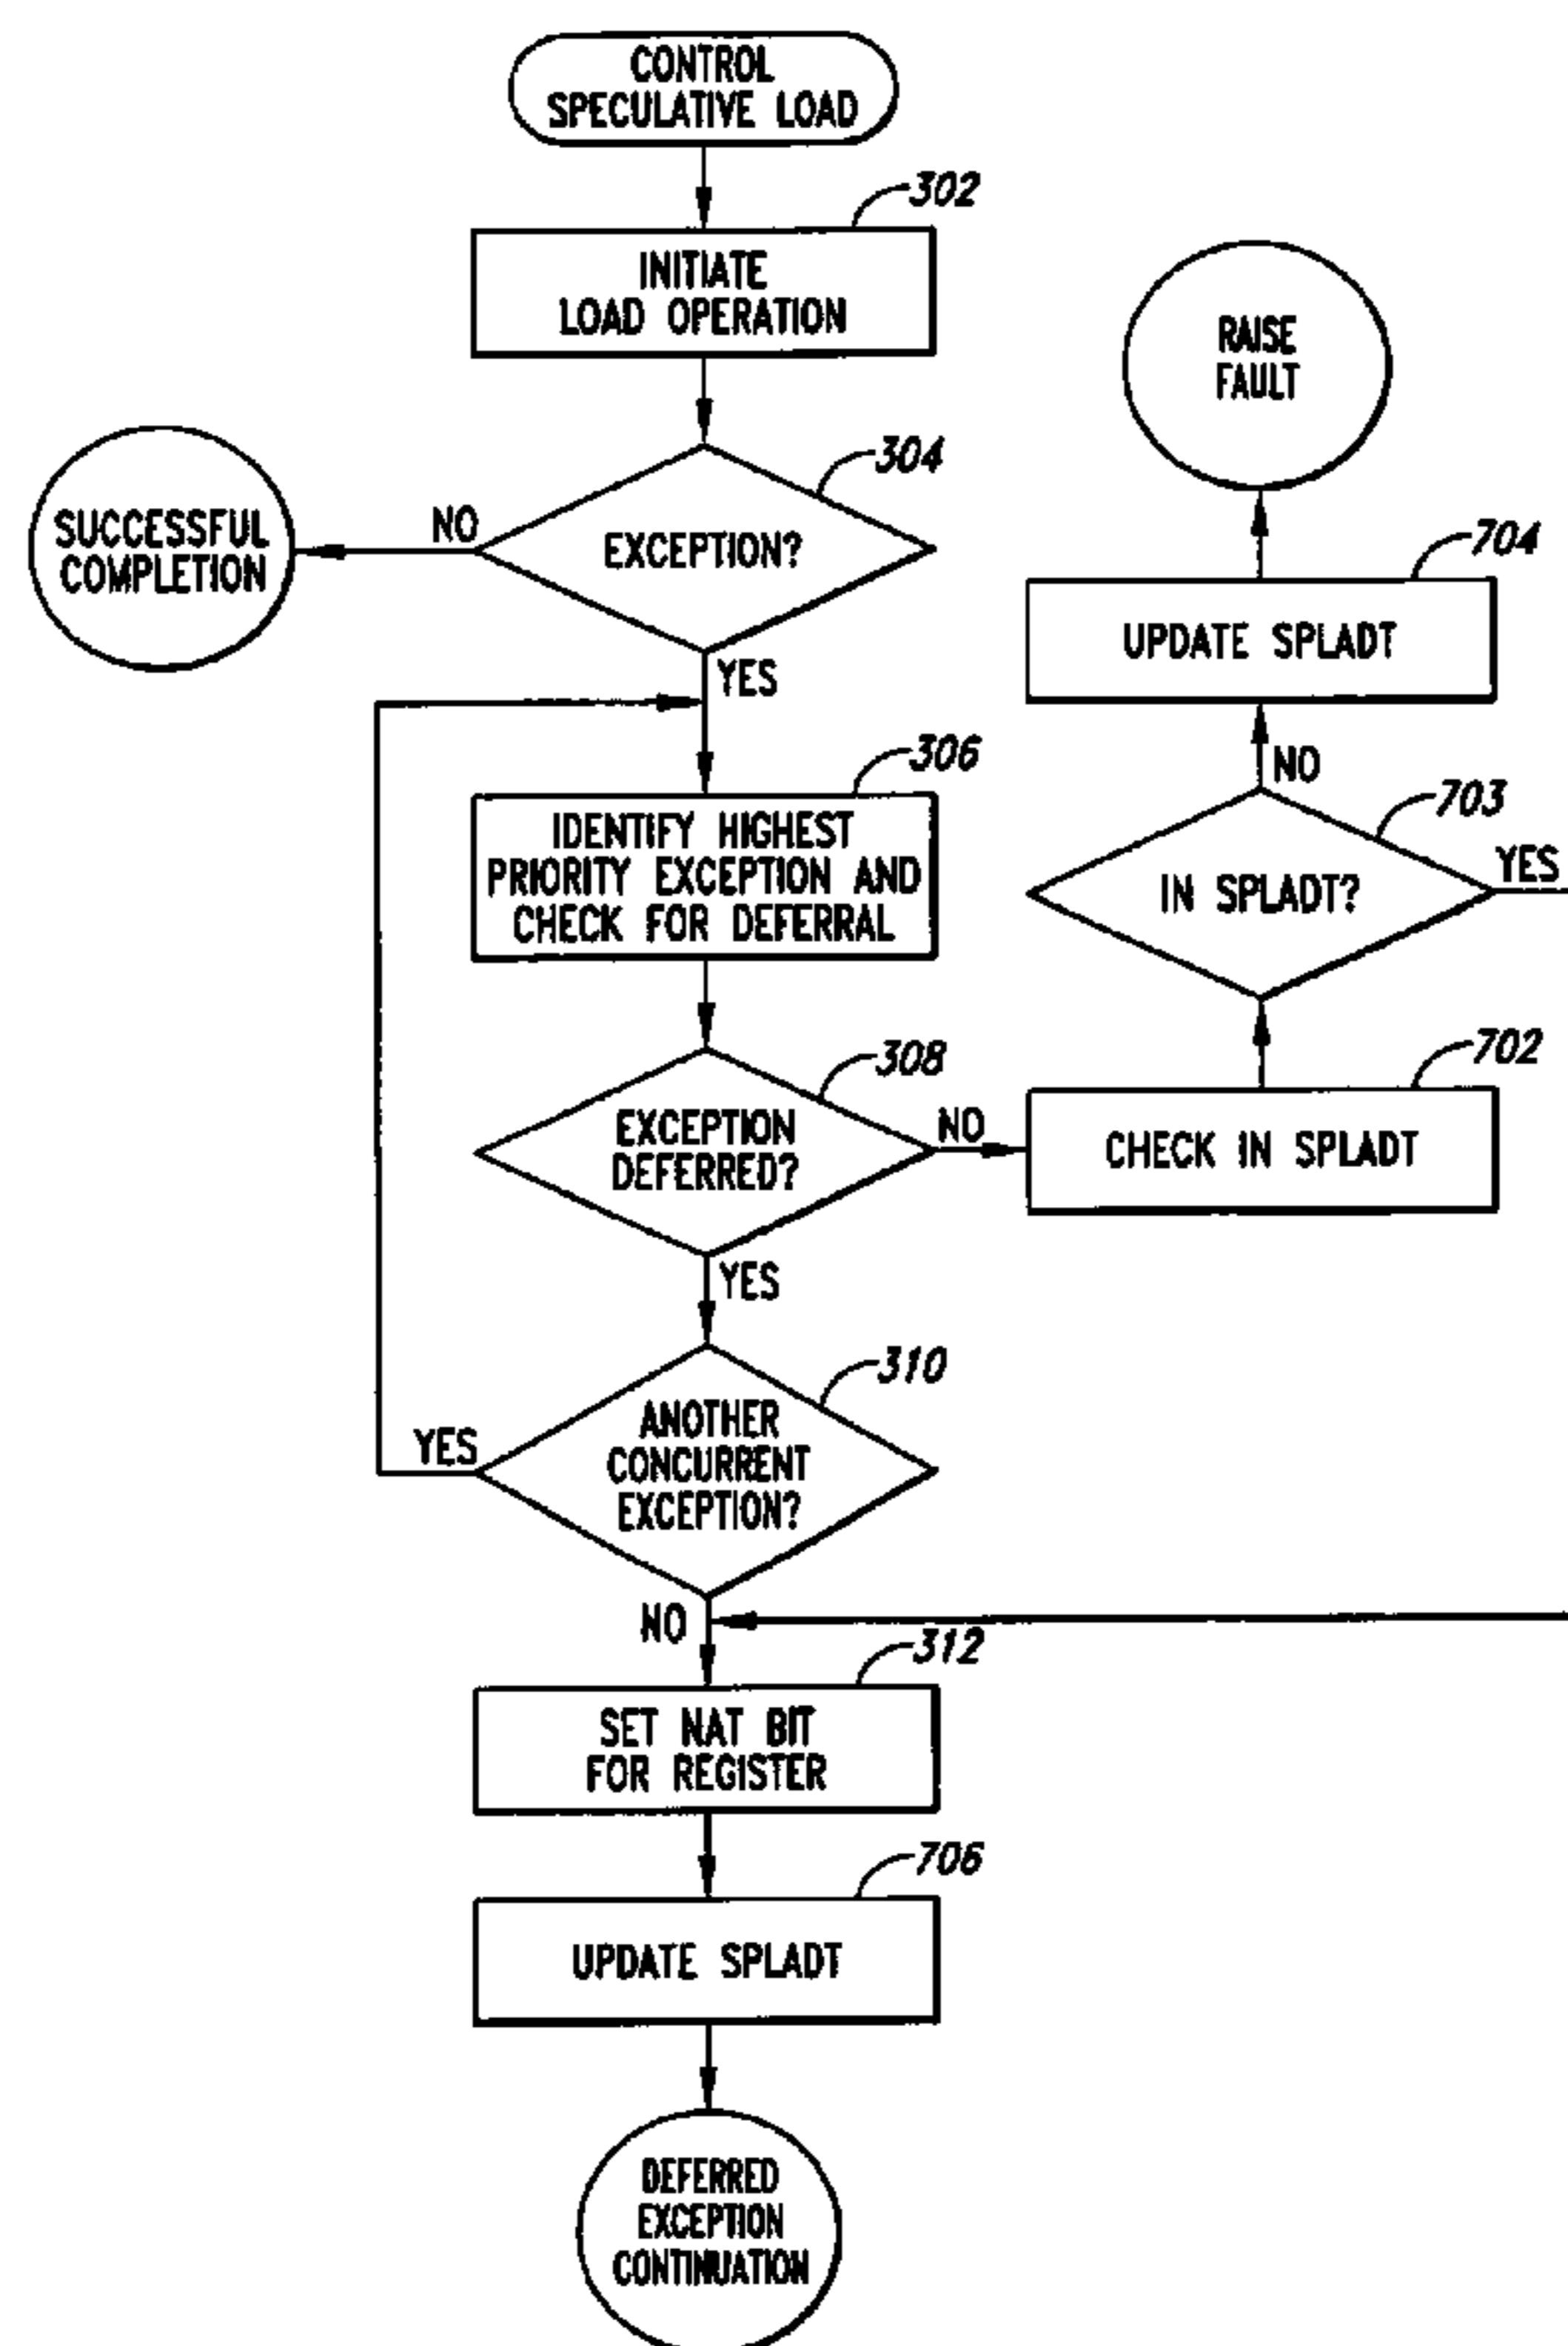 CONTROL
SPECULATIVE LOAD
302
INITIATE
LOAD OPERATION
304
EXCEPTION?
NO
SUCCESSFUL
COMPLETION
YES
306
IDENTIFY HIGHEST
PRIORITY EXCEPTION AND
CHECK FOR DEFERRAL
308
EXCEPTION
DEFERRED?
NO
YES
310
ANOTHER
CONCURRENT
EXCEPTION?
YES
NO
312
SET NAT BIT
FOR REGISTER
706
UPDATE SPLADT
DEFERRED
EXCEPTION
CONTINUATION
RAISE
FAULT
704
UPDATE SPLADT
NO
703
IN SPLADT?
YES
702
CHECK IN SPLADT